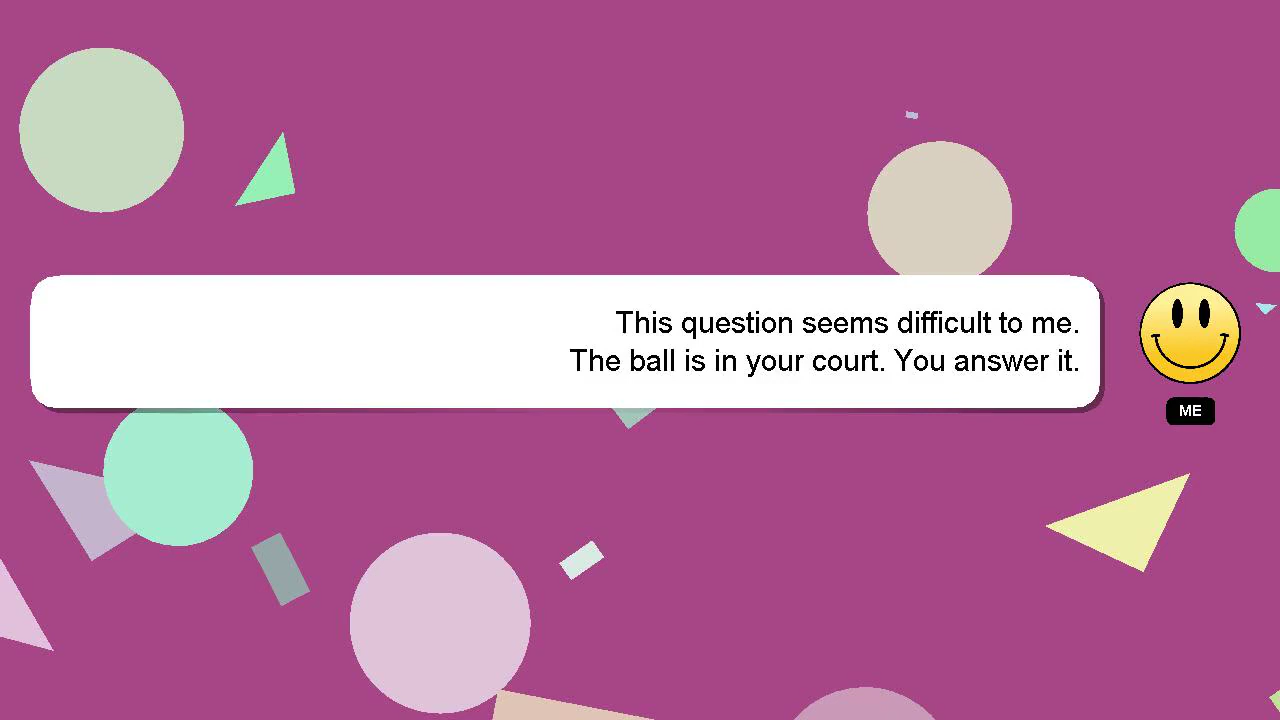 This question seems difficult to me.
The ball is in your court. You answer it.
ME